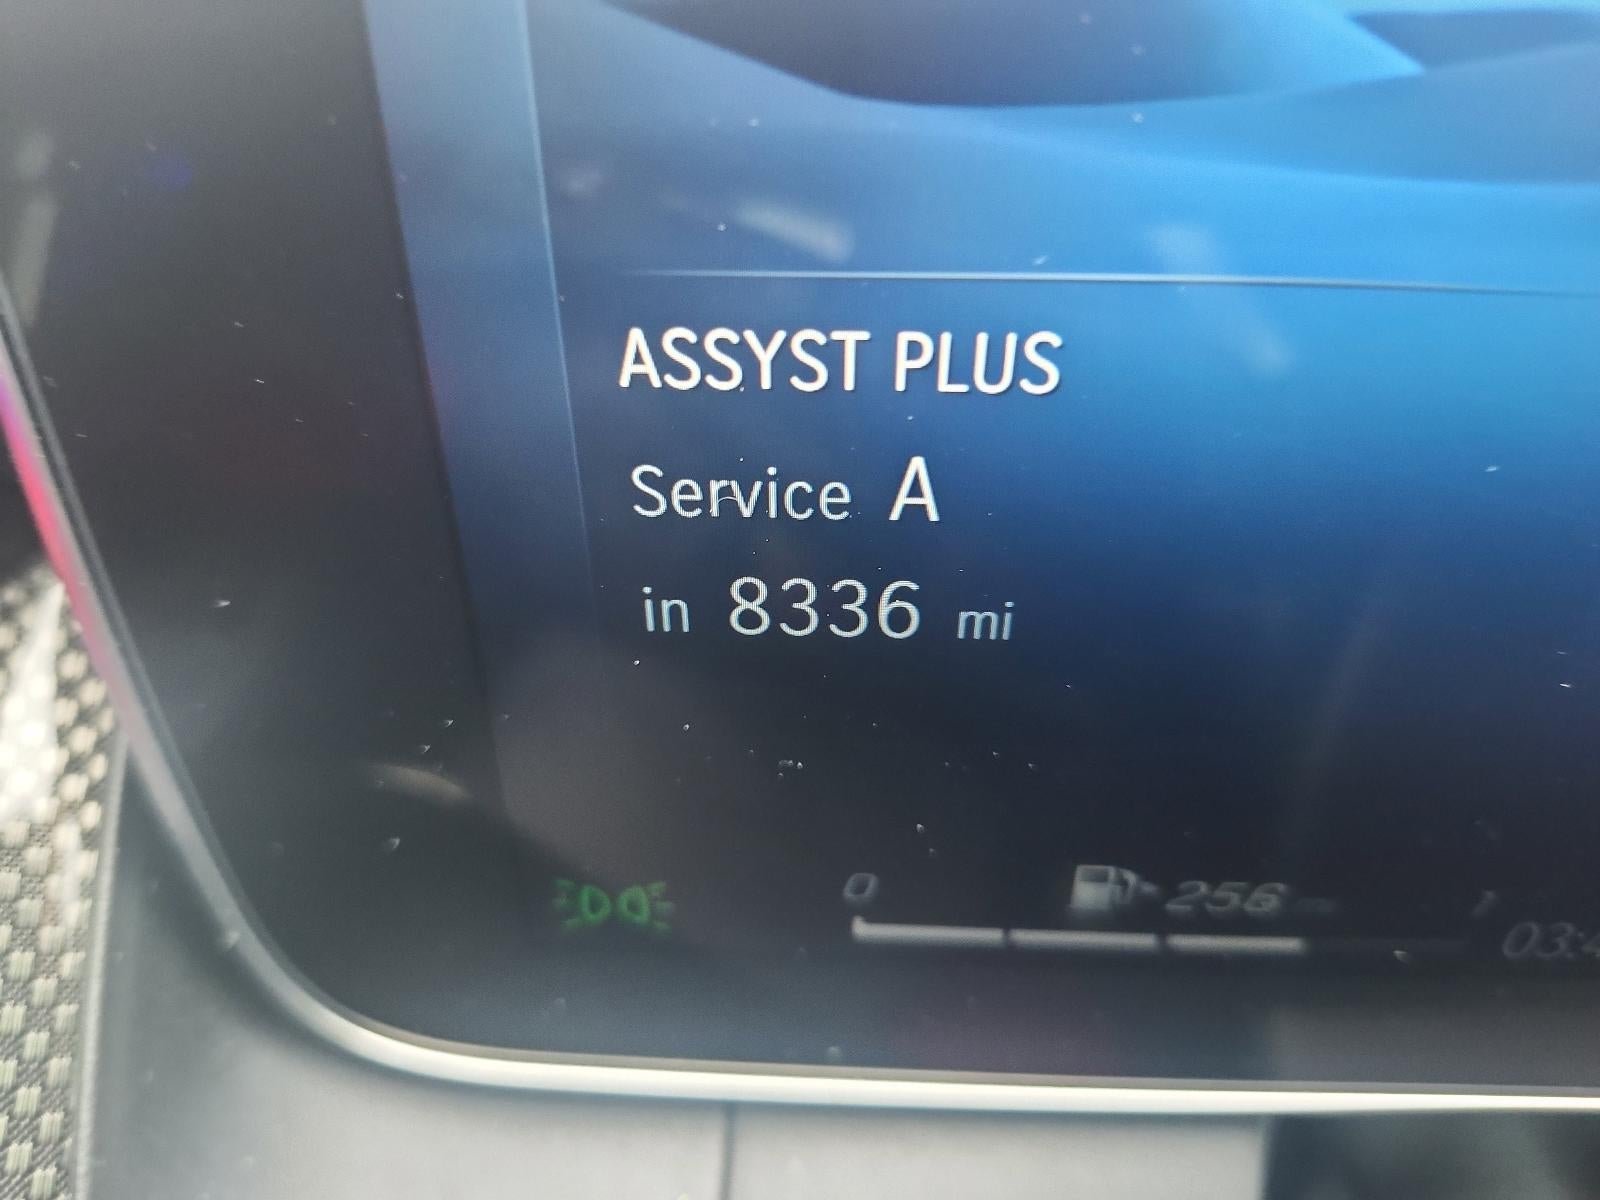 ASSYST PLUS
Service A
in 8336 mi
0 256